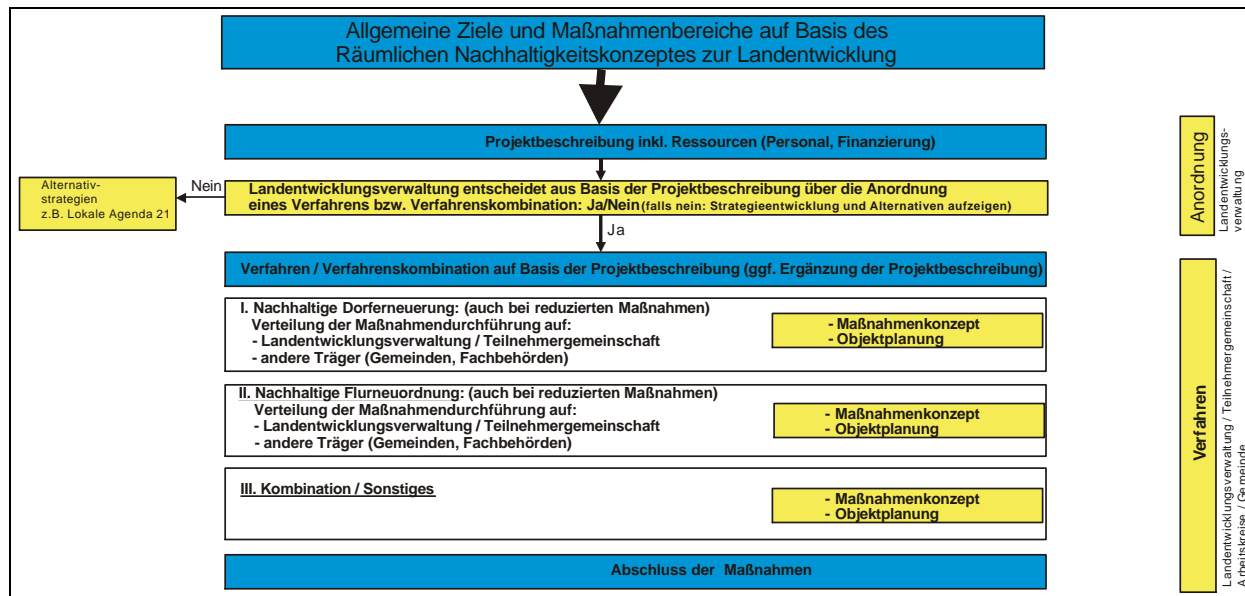 Allgemeine Ziele und Maßnahmenbereiche auf Basis des
Räumlichen Nachhaltigkeitskonzeptes zur Landentwicklung
Projektbeschreibung inkl. Ressourcen (Personal, Finanzierung)
Alternativ-
strategien
z.B. Lokale Agenda 21
Nein
Landentwicklungsverwaltung entscheidet aus Basis der Projektbeschreibung über die Anordnung
eines Verfahrens bzw. Verfahrenskombination: Ja/Nein (falls nein: Strategieentwicklung und Alternativen aufzeigen)
Ja
Verfahren / Verfahrenskombination auf Basis der Projektbeschreibung (ggf. Ergänzung der Projektbeschreibung)
I. Nachhaltige Dorferneuerung: (auch bei reduzierten Maßnahmen)
Verteilung der Maßnahmendurchführung auf:
- Landentwicklungsverwaltung / Teilnehmergemeinschaft
- andere Träger (Gemeinden, Fachbehörden)
- Maßnahmenkonzept
- Objektplanung
II. Nachhaltige Flurneuordnung: (auch bei reduzierten Maßnahmen)
Verteilung der Maßnahmendurchführung auf:
- Landentwicklungsverwaltung / Teilnehmergemeinschaft
- andere Träger (Gemeinden, Fachbehörden)
- Maßnahmenkonzept
- Objektplanung
III. Kombination / Sonstiges
- Maßnahmenkonzept
- Objektplanung
Abschluss der Maßnahmen
Anordnung
Landentwicklungs-
verwaltung
Verfahren
Landentwicklungsverwaltung / Teilnehmergemeinschaft /
Arbeitskreise / Gemeinde